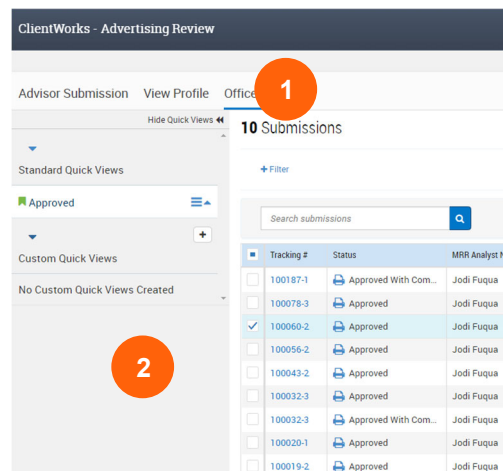 ClientWorks - Advertising Review
Advisor Submission View Profile Office
1
Hide Quick Views
10 Submissions
Standard Quick Views
+ Filter
Approved
Search submissions
+
Custom Quick Views
Tracking # Status MRR Analyst N
No Custom Quick Views Created
100187-1 Approved With Com... Jodi Fuqua
100078-3 Approved Jodi Fuqua
100060-2 Approved Jodi Fuqua
2
100056-2 Approved Jodi Fuqua
100043-2 Approved Jodi Fuqua
100032-3 Approved Jodi Fuqua
100032-3 Approved With Com... Jodi Fuqua
100020-1 Approved Jodi Fuqua
100019-2 Approved Jodi Fuqua